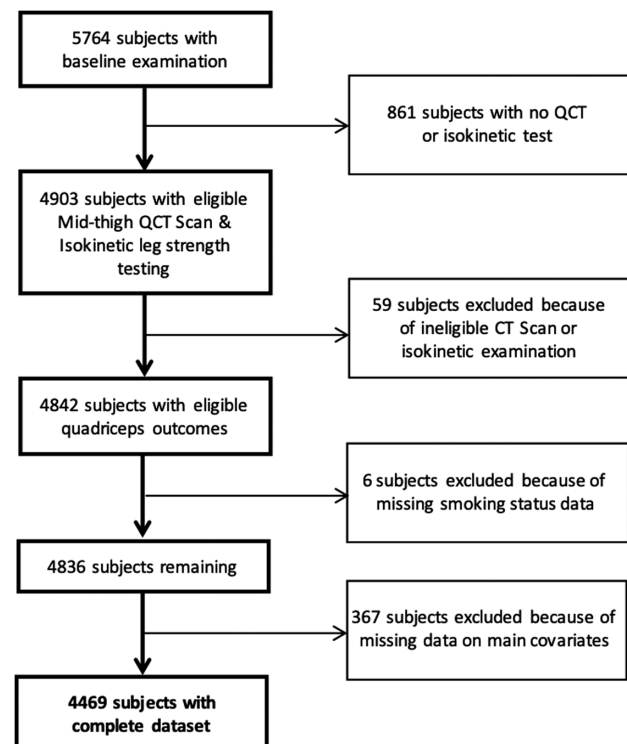 5764 subjects with
baseline examination
861 subjects with no QCT
or isokinetic test
4903 subjects with eligible
Mid-thigh QCT Scan &
Isokinetic leg strength
testing
59 subjects excluded because
of ineligible CT Scan or
isokinetic examination
4842 subjects with eligible
quadriceps outcomes
6 subjects excluded because of
missing smoking status data
4836 subjects remaining
367 subjects excluded because of
missing data on main covariates
4469 subjects with
complete dataset